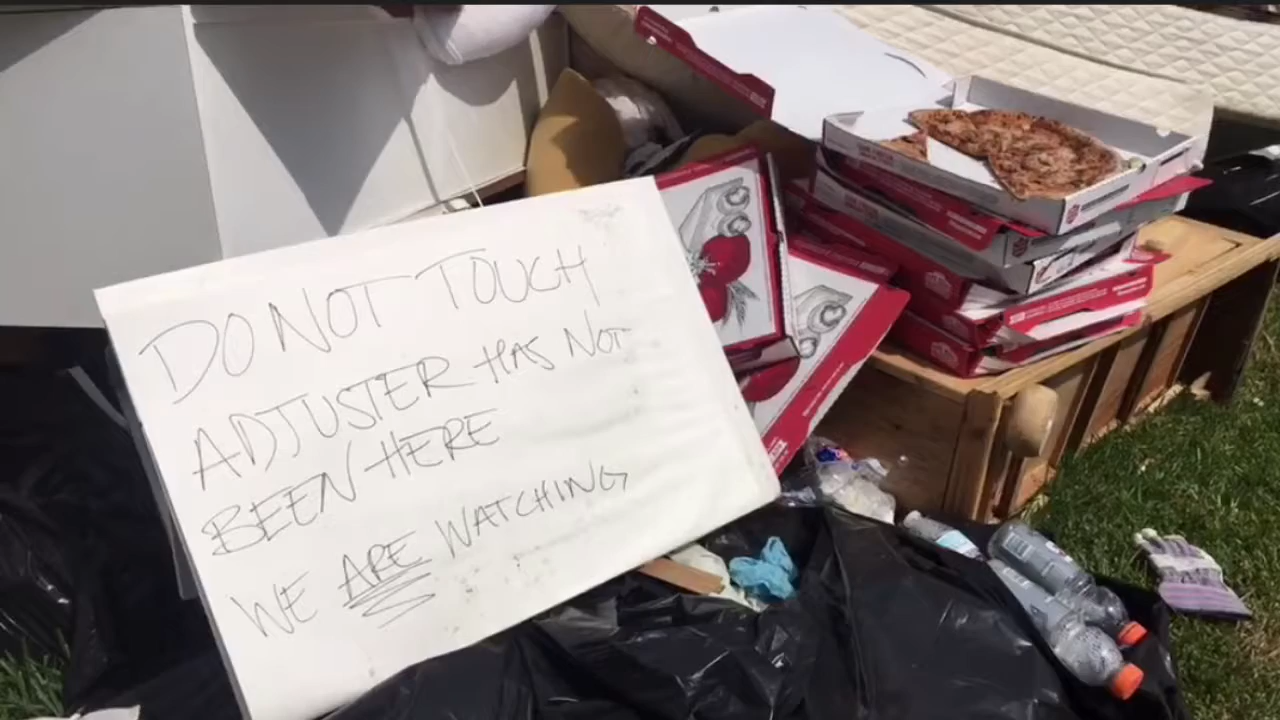 DO NOT TOUCH
ADJUSTER HAS NOT
BEEN HERE
WE ARE WATCHING